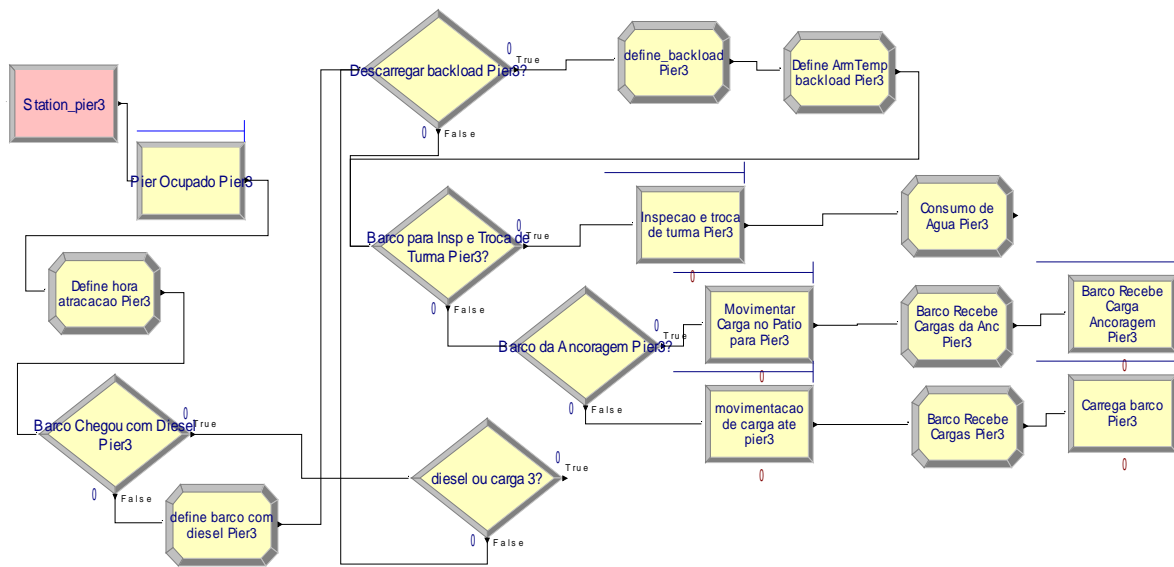 Station_pier3
Pier Ocupado Pier3
Define hora
atracacao Pier3
Barco Chegou com Diesel
Pier3
0
True
0
False
define barco com
diesel Pier3
Descarregar backload Pier3?
0
True
0
False
define_backload
Pier3
Define ArmTemp
backload Pier3
Barco para Insp e Troca de
Turma Pier3?
0
True
0
False
Inspecao e troca
de turma Pier3
0
Consumo de
Agua Pier3
Barco da Ancoragem Pier3?
0
True
0
False
Movimentar
Carga no Patio
para Pier3
0
Barco Recebe
Cargas da Anc
Pier3
Barco Recebe
Carga
Ancoragem
Pier3
0
movimentacao
de carga ate
pier3
0
Barco Recebe
Cargas Pier3
Carrega barco
Pier3
0
diesel ou carga 3?
0
True
0
False